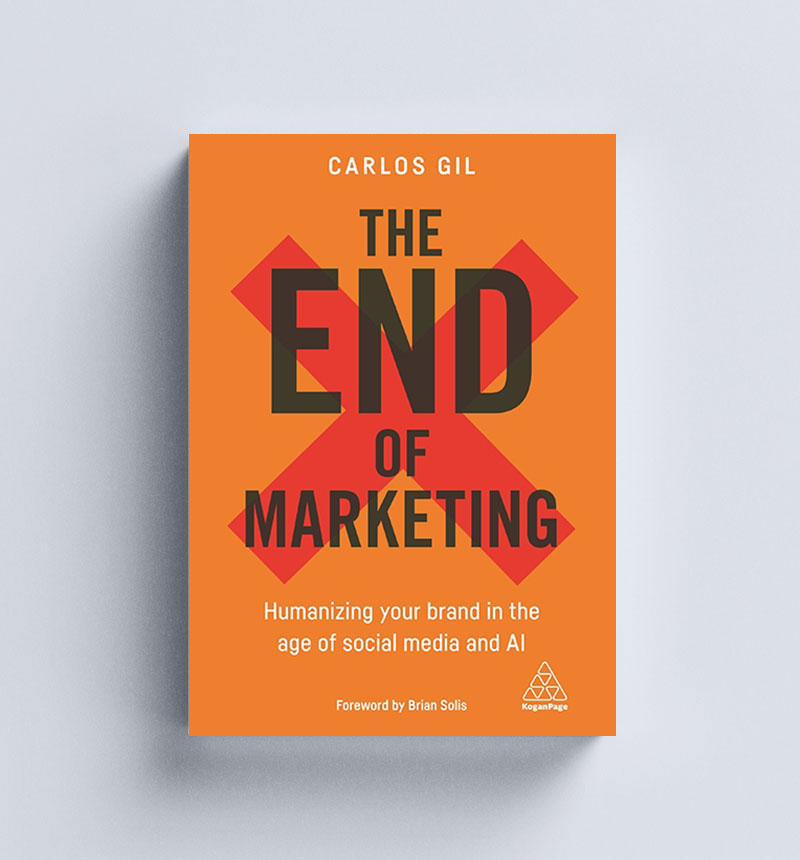 CARLOS GIL
THE
END
OF
MARKETING
Humanizing your brand in the
age of social media and AI
Foreword by Brian Solis
KoganPage